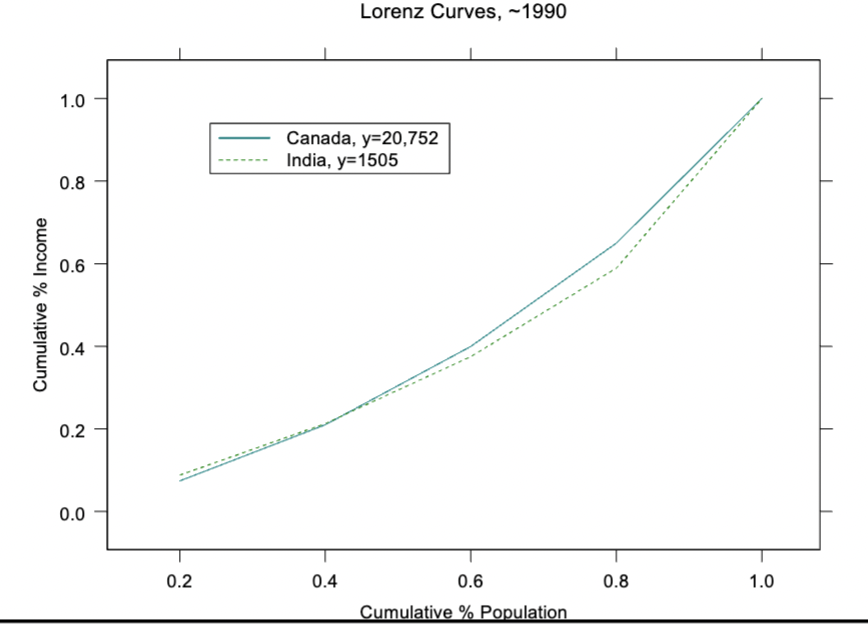 Lorenz Curves, ~1990
Canada, y=20,752
India, y=1505
Cumulative % Income
1.0
0.8
0.6
0.4
0.2
0.0
0.2 0.4 0.6 0.8 1.0
Cumulative % Population